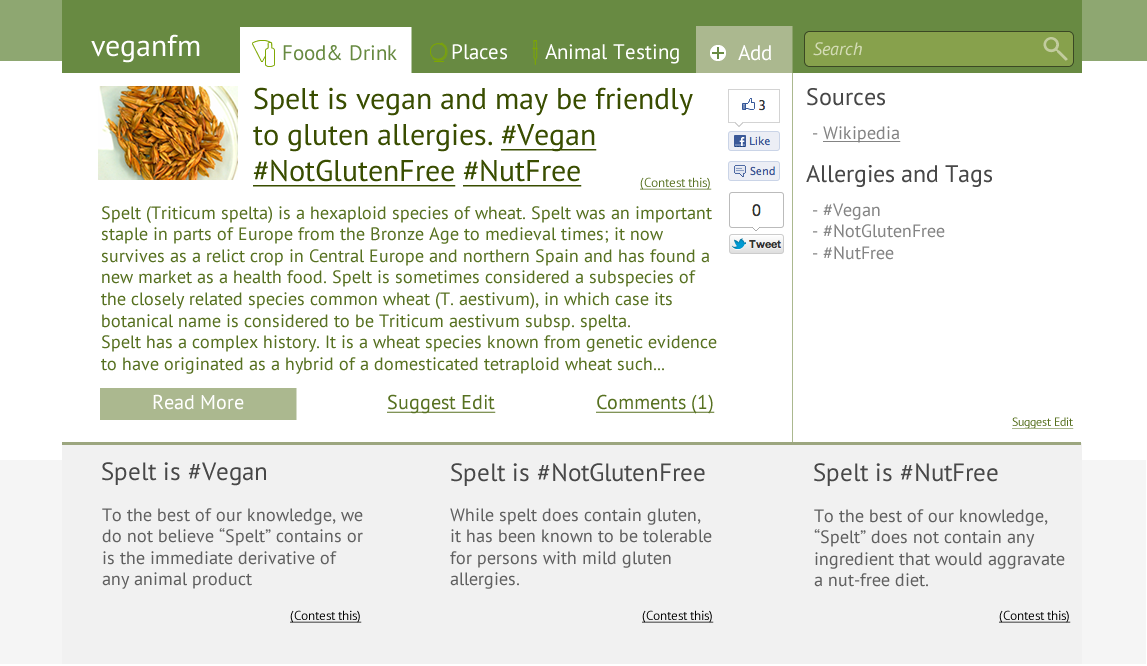 veganfm
Food& Drink
Places
Animal Testing
Add
Search
Spelt is vegan and may be friendly
to gluten allergies. #Vegan
#NotGlutenFree #NutFree
(Contest this)
3
Like
Send
0
Tweet
Spelt (Triticum spelta) is a hexaploid species of wheat. Spelt was an important
staple in parts of Europe from the Bronze Age to medieval times; it now
survives as a relict crop in Central Europe and northern Spain and has found a
new market as a health food. Spelt is sometimes considered a subspecies of
the closely related species common wheat (T. aestivum), in which case its
botanical name is considered to be Triticum aestivum subsp. spelta.
Spelt has a complex history. It is a wheat species known from genetic evidence
to have originated as a hybrid of a domesticated tetraploid wheat such...
Read More
Suggest Edit
Comments (1)
Sources
- Wikipedia
Allergies and Tags
- #Vegan
- #NotGlutenFree
- #NutFree
Suggest Edit
Spelt is #Vegan
To the best of our knowledge, we
do not believe “Spelt” contains or
is the immediate derivative of
any animal product
(Contest this)
Spelt is #NotGlutenFree
While spelt does contain gluten,
it has been known to be tolerable
for persons with mild gluten
allergies.
(Contest this)
Spelt is #NutFree
To the best of our knowledge,
“Spelt” does not contain any
ingredient that would aggravate
a nut-free diet.
(Contest this)